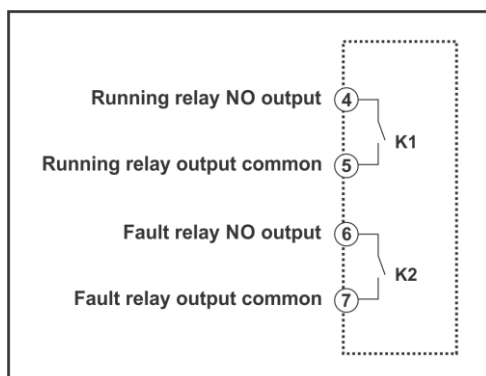 Running relay NO output 4
K1
Running relay output common 5
Fault relay NO output 6
K2
Fault relay output common 7